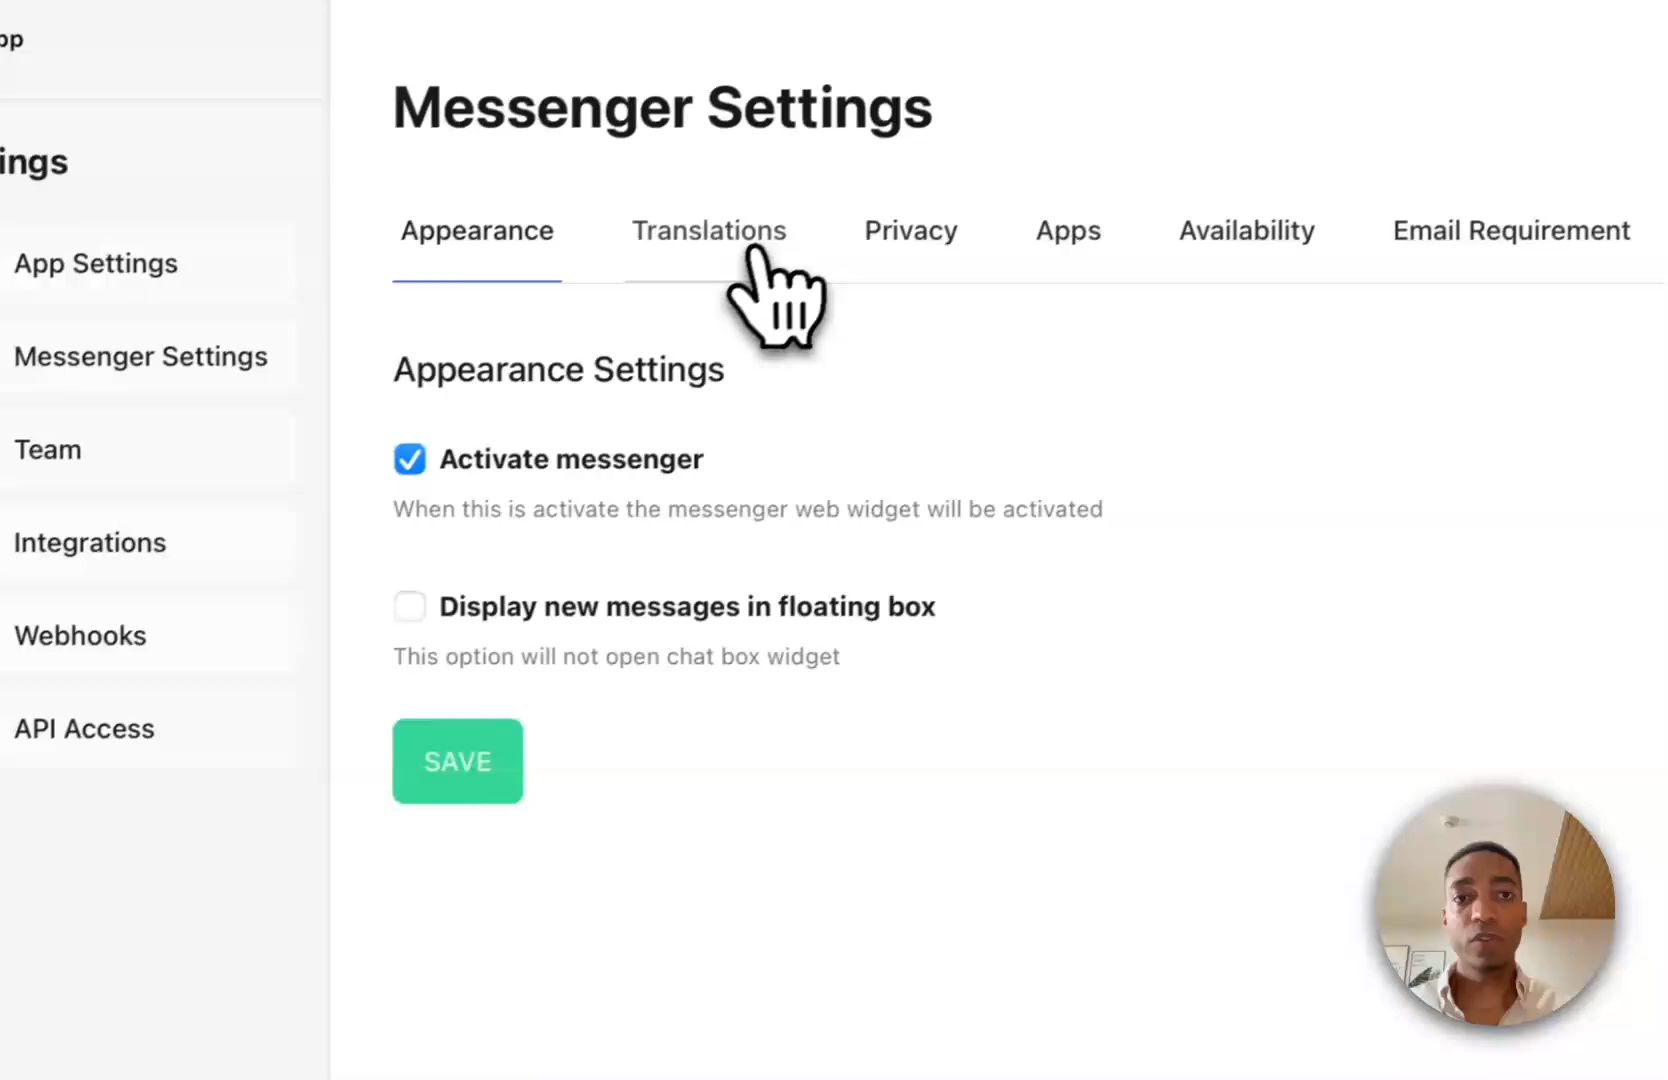 pp
ings
App Settings
Messenger Settings
Team
Integrations
Webhooks
API Access
Messenger Settings
Appearance Translations Privacy Apps Availability Email Requirement
Appearance Settings
Activate messenger
When this is activate the messenger web widget will be activated
Display new messages in floating box
This option will not open chat box widget
SAVE